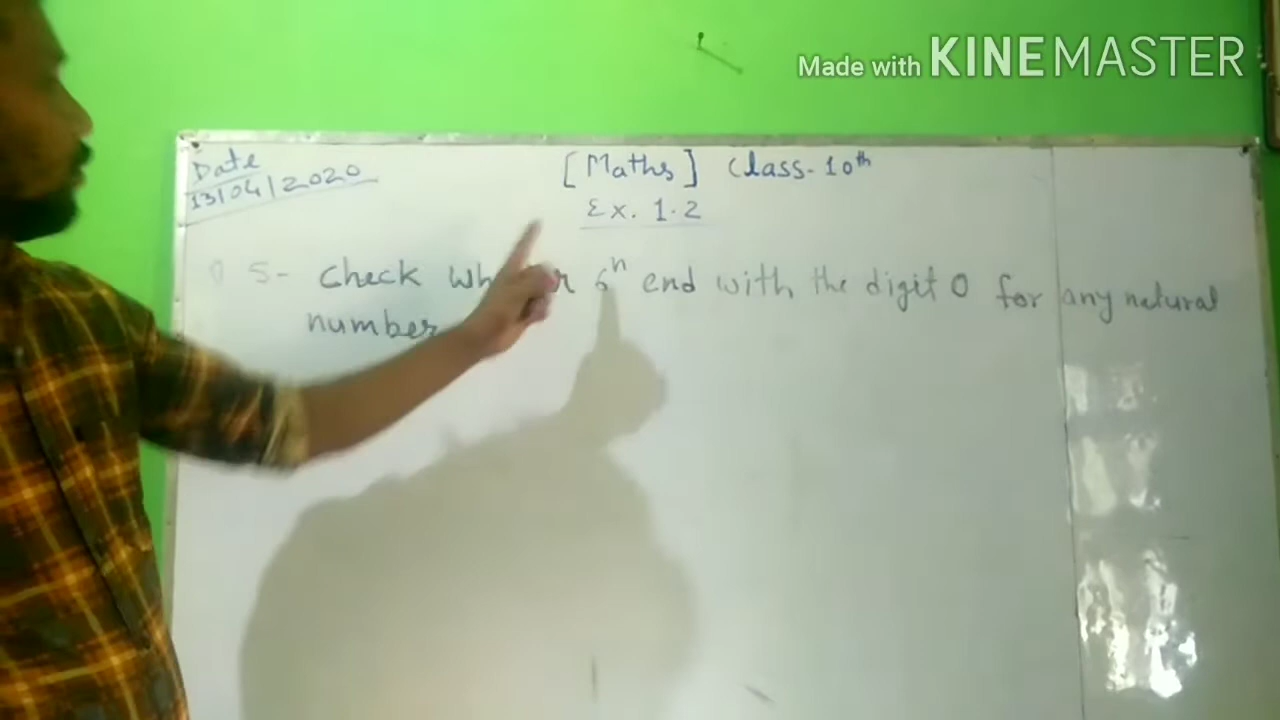 Made with KINEMASTER
Date
13/04/2020
[Maths] Class-10th
Ex. 1.2
5- Check 6ⁿ end with the digit 0 for any natural
number